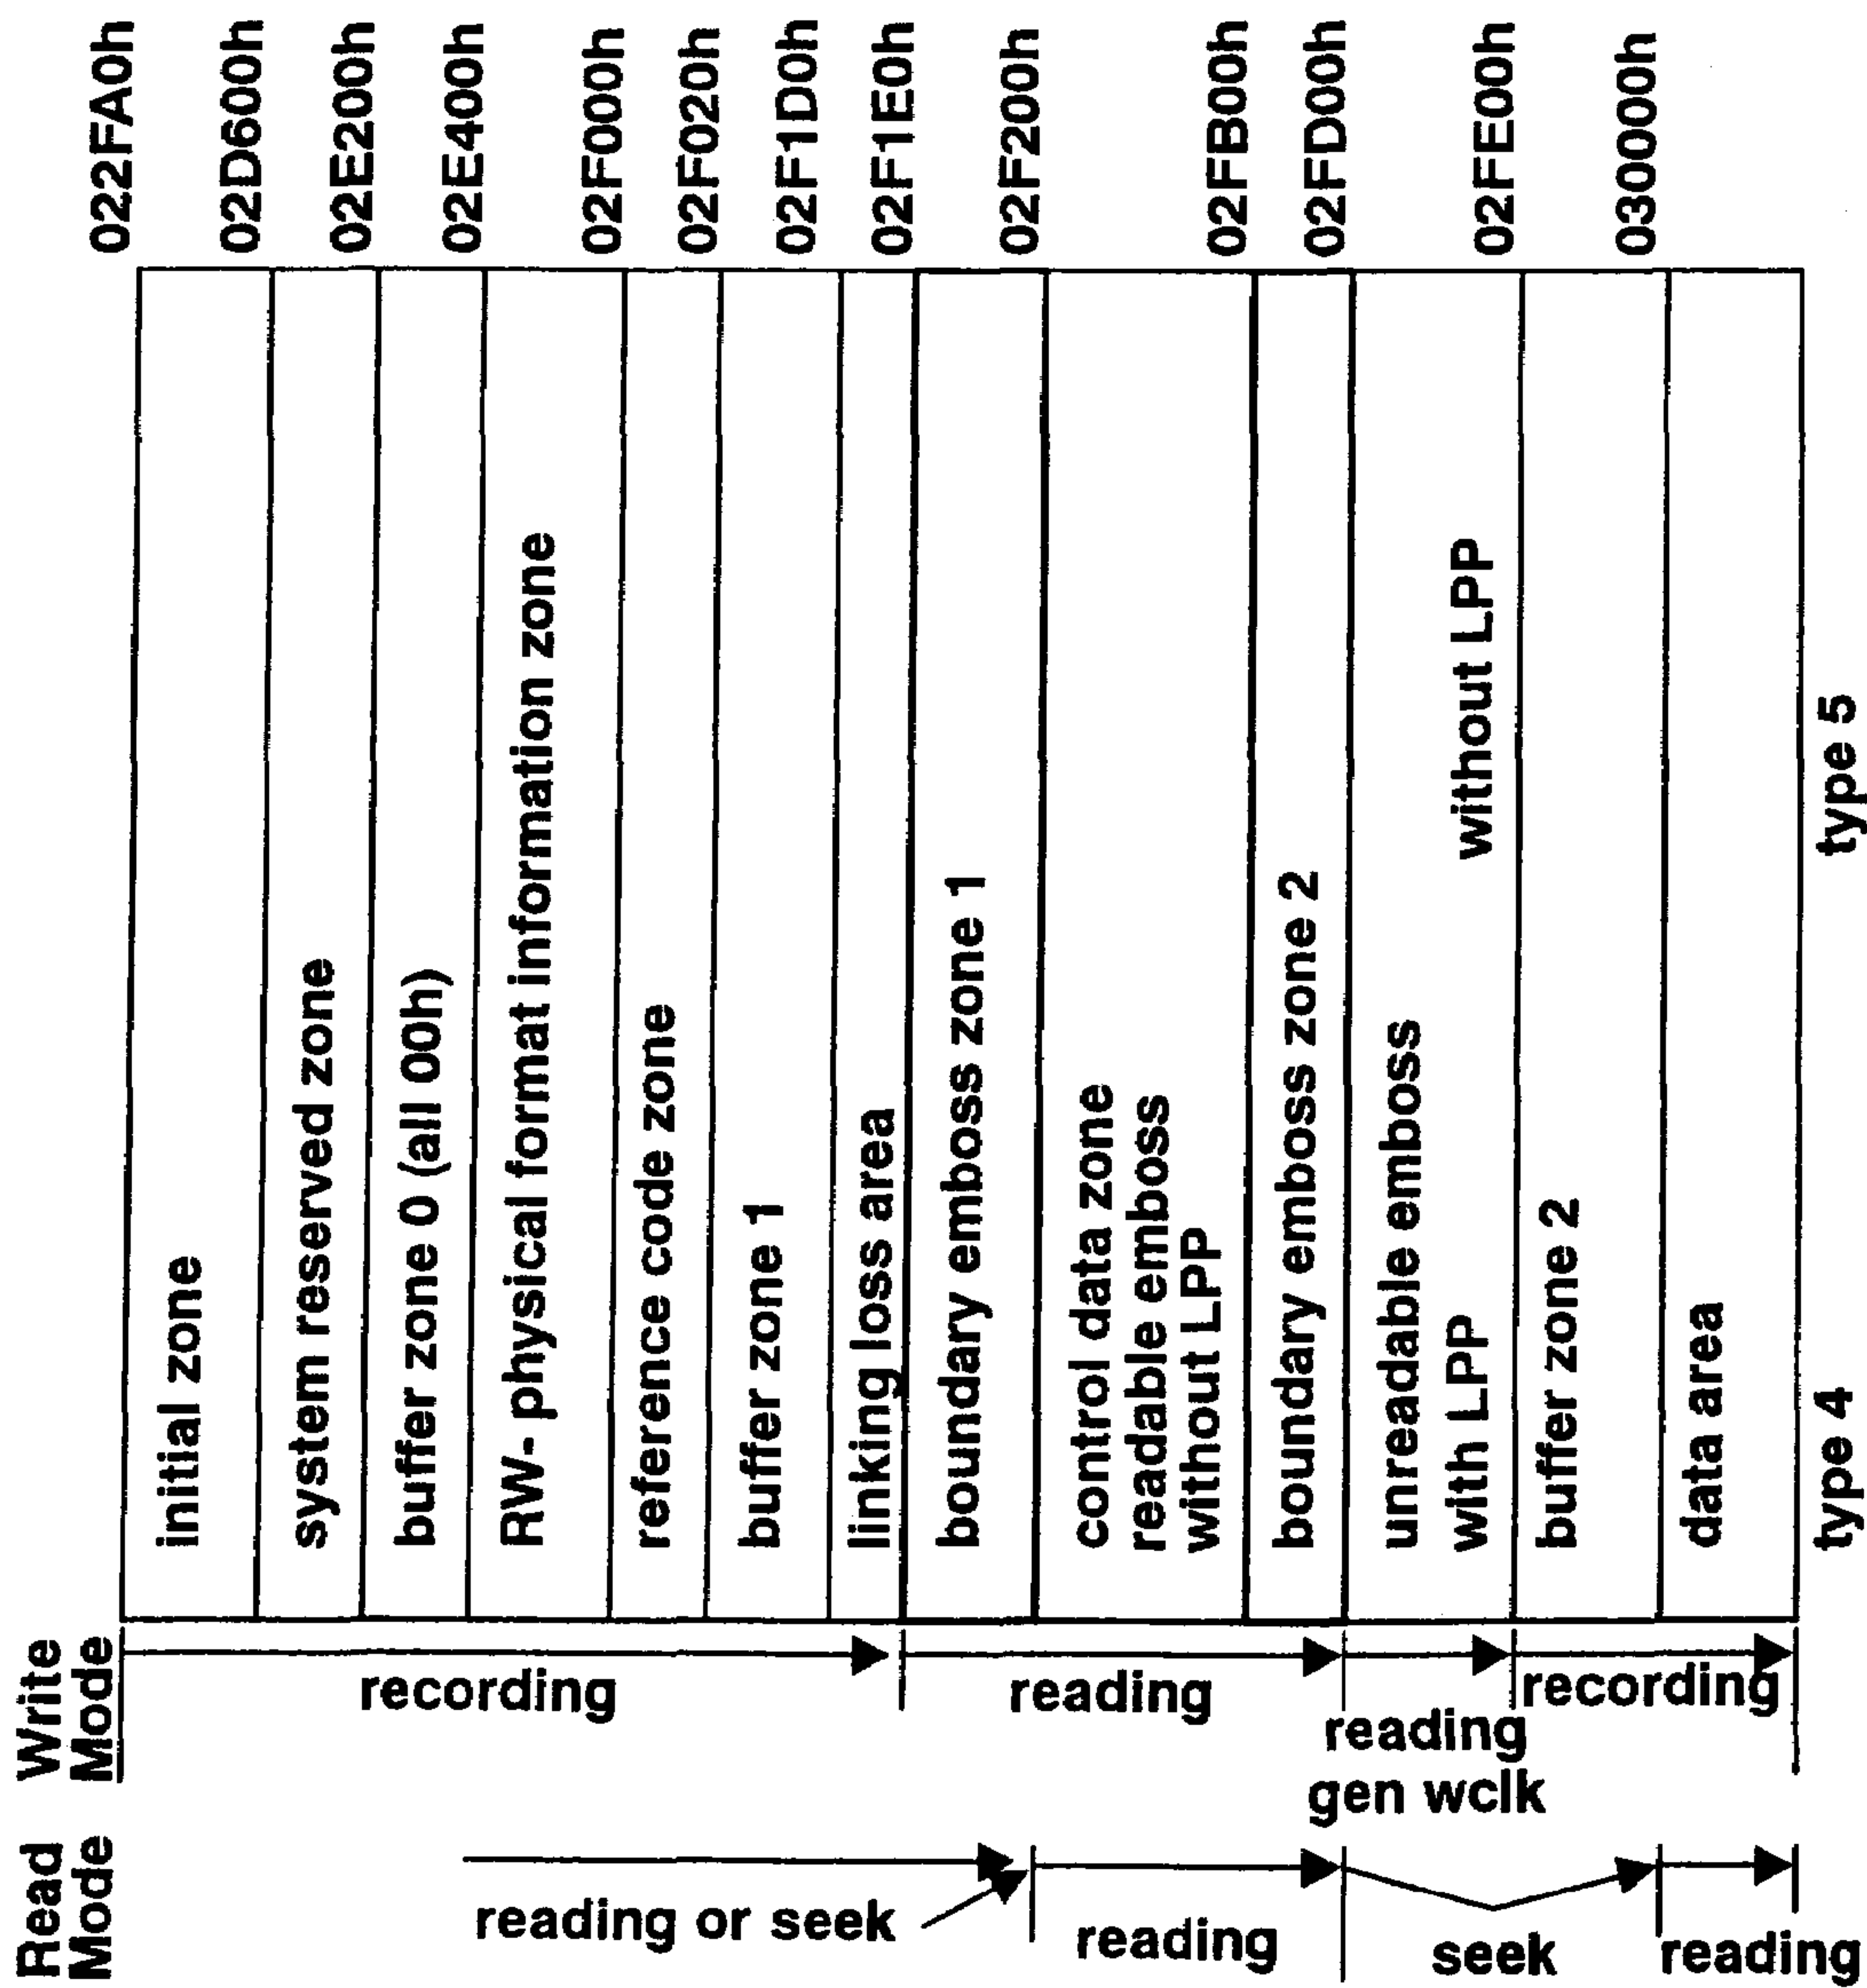 022FA0h
02D600h
02E200h
02E400h
02F000h
02F020h
02F1D0h
02F1E0h
02F200h
02FB00h
02FD00h
02FE00h
030000h
initial zone
system reserved zone
buffer zone 0 (all 00h)
RW- physical format information zone
reference code zone
buffer zone 1
linking loss area
boundary emboss zone 1
control data zone
readable emboss
without LPP
boundary emboss zone 2
unreadable emboss
with LPP
without LPP
buffer zone 2
data area
type 4
type 5
Write
Mode
recording
reading
reading
gen wclk
recording
Read
Mode
reading or seek
reading
seek
reading